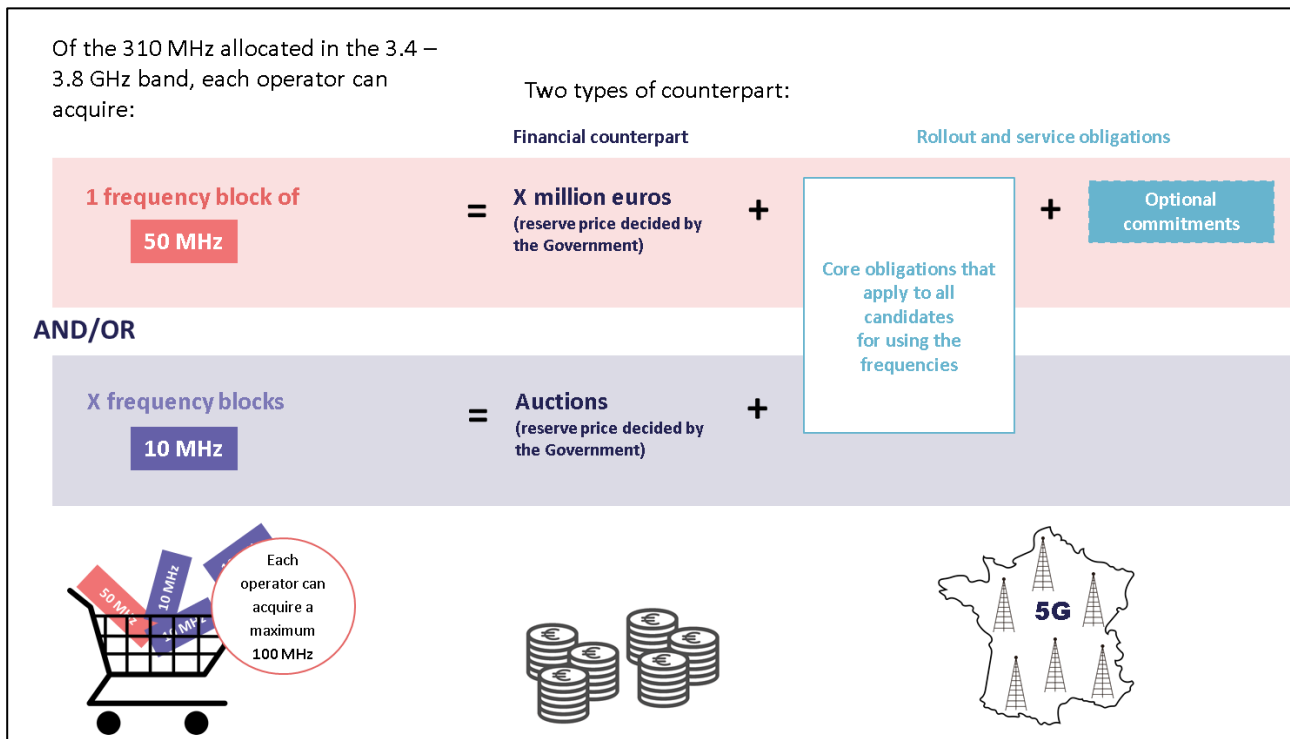 Of the 310 MHz allocated in the 3.4 –
3.8 GHz band, each operator can
acquire:
Two types of counterpart:
Financial counterpart
Rollout and service obligations
1 frequency block of
50 MHz
=
X million euros
(reserve price decided by
the Government)
+
Core obligations that
apply to all
candidates
for using the
frequencies
+
Optional
commitments
AND/OR
X frequency blocks
10 MHz
=
Auctions
(reserve price decided by
the Government)
+
50 MHz
10 MHz
10 MHz
Each
operator can
acquire a
maximum
100 MHz
€
€
€
€
€
€
5G